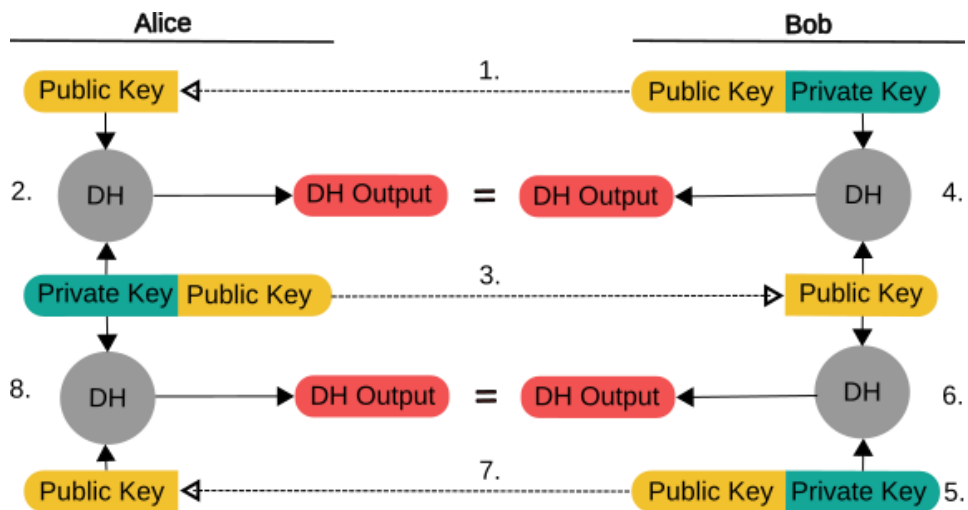 Alice Bob
Public Key 1. Public Key Private Key
2. DH DH Output = DH Output DH 4.
Private Key Public Key 3. Public Key
8. DH DH Output = DH Output DH 6.
Public Key 7. Public Key Private Key 5.